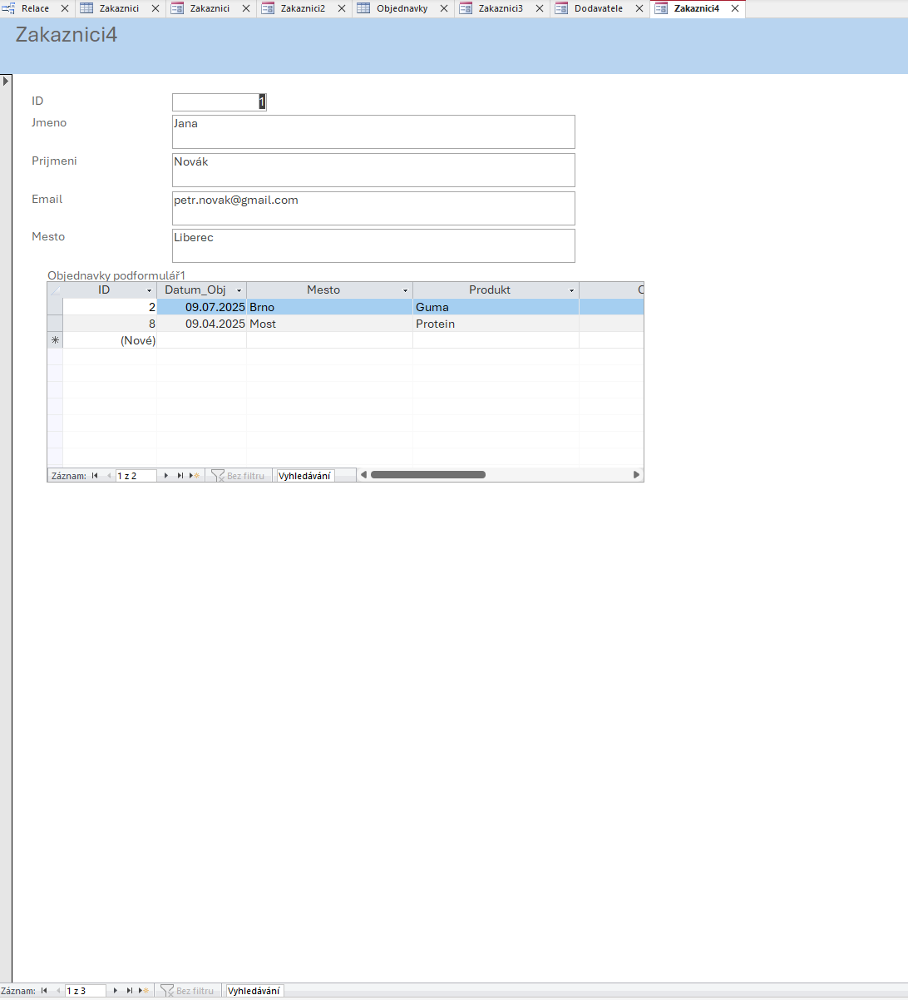 Relace Zakaznici Zakaznici Zakaznici2 Objednavky Zakaznici3 Dodavatele Zakaznici4
Zakaznici4
ID 1
Jmeno Jana
Prijmeni Novák
Email petr.novak@gmail.com
Mesto Liberec
Objednavky podformulář1
ID Datum_Obj Mesto Produkt
2 09.07.2025 Brno Guma
8 09.04.2025 Most Protein
(Nové)
Záznam: 1 z 2 Bez filtru Vyhledávání
Záznam: 1 z 3 Bez filtru Vyhledávání